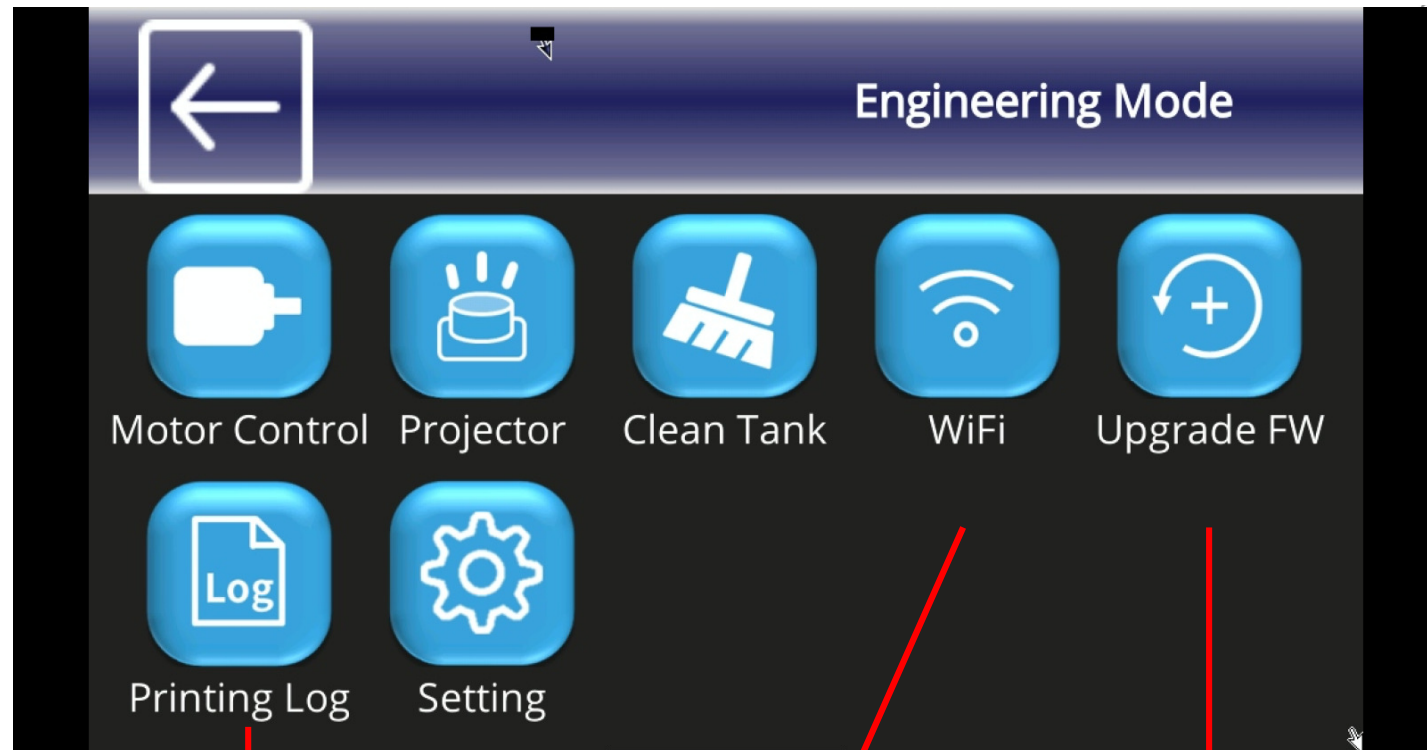 Engineering Mode
Motor Control Projector Clean Tank WiFi Upgrade FW
Log
Printing Log Setting